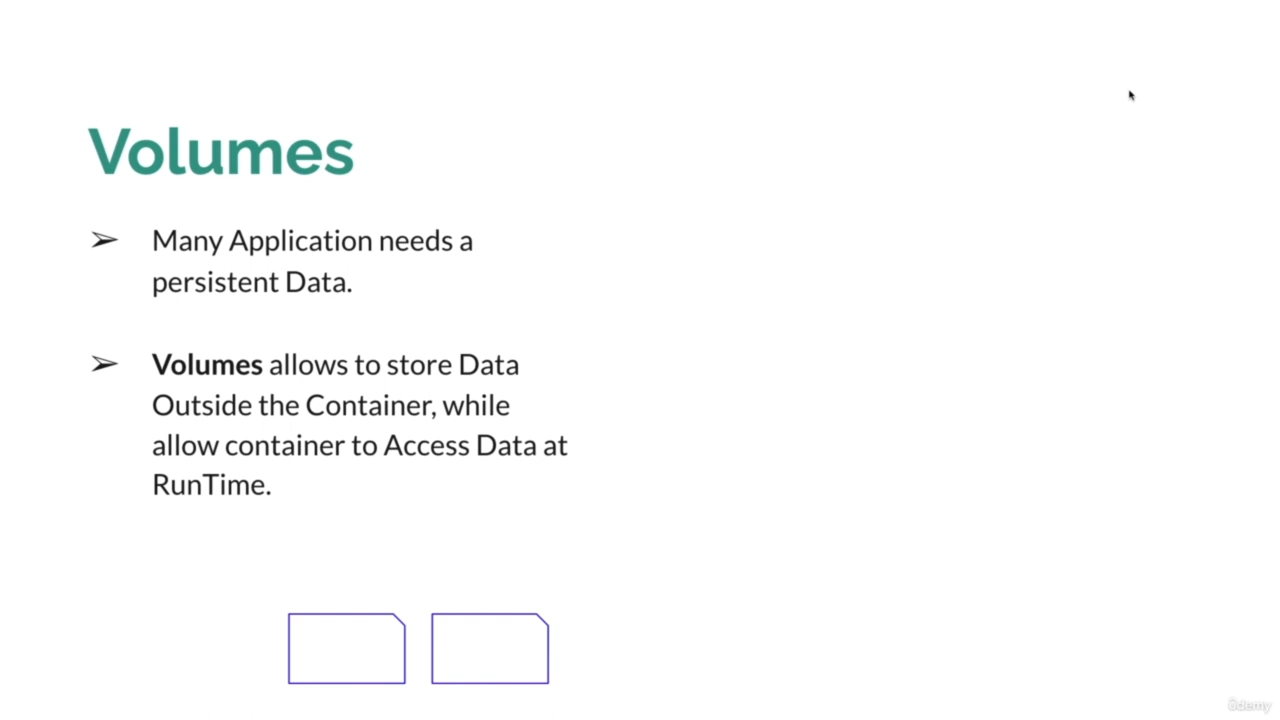 Volumes
➢ Many Application needs a
persistent Data.
➢ Volumes allows to store Data
Outside the Container, while
allow container to Access Data at
RunTime.
ûdemy